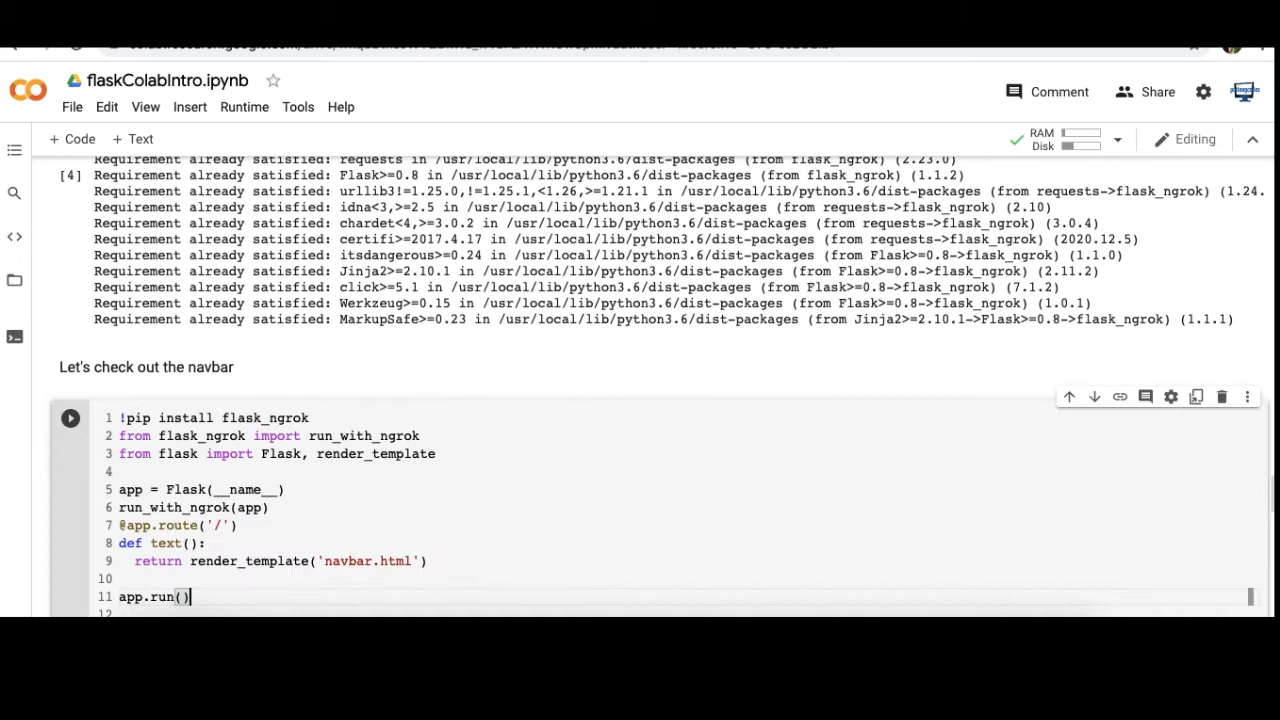 flaskColabIntro.ipynb
File Edit View Insert Runtime Tools Help
Comment
Share
+ Code + Text
RAM
Disk
Editing
Requirement already satisfied: requests in /usr/local/lib/python3.6/dist-packages (from flask_ngrok) (2.23.0)
[4] Requirement already satisfied: Flask>=0.8 in /usr/local/lib/python3.6/dist-packages (from flask_ngrok) (1.1.2)
Requirement already satisfied: urllib3!=1.25.0,!=1.25.1,<1.26,>=1.21.1 in /usr/local/lib/python3.6/dist-packages (from requests->flask_ngrok) (1.24.
Requirement already satisfied: idna<3,>=2.5 in /usr/local/lib/python3.6/dist-packages (from requests->flask_ngrok) (2.10)
Requirement already satisfied: chardet<4,>=3.0.2 in /usr/local/lib/python3.6/dist-packages (from requests->flask_ngrok) (3.0.4)
Requirement already satisfied: certifi>=2017.4.17 in /usr/local/lib/python3.6/dist-packages (from requests->flask_ngrok) (2020.12.5)
Requirement already satisfied: itsdangerous>=0.24 in /usr/local/lib/python3.6/dist-packages (from Flask>=0.8->flask_ngrok) (1.1.0)
Requirement already satisfied: Jinja2>=2.10.1 in /usr/local/lib/python3.6/dist-packages (from Flask>=0.8->flask_ngrok) (2.11.2)
Requirement already satisfied: click>=5.1 in /usr/local/lib/python3.6/dist-packages (from Flask>=0.8->flask_ngrok) (7.1.2)
Requirement already satisfied: Werkzeug>=0.15 in /usr/local/lib/python3.6/dist-packages (from Flask>=0.8->flask_ngrok) (1.0.1)
Requirement already satisfied: MarkupSafe>=0.23 in /usr/local/lib/python3.6/dist-packages (from Jinja2>=2.10.1->Flask>=0.8->flask_ngrok) (1.1.1)
Let's check out the navbar
1 !pip install flask_ngrok
2 from flask_ngrok import run_with_ngrok
3 from flask import Flask, render_template
4
5 app = Flask(__name__)
6 run_with_ngrok(app)
7 @app.route('/')
8 def text():
9   return render_template('navbar.html')
10
11 app.run()
12